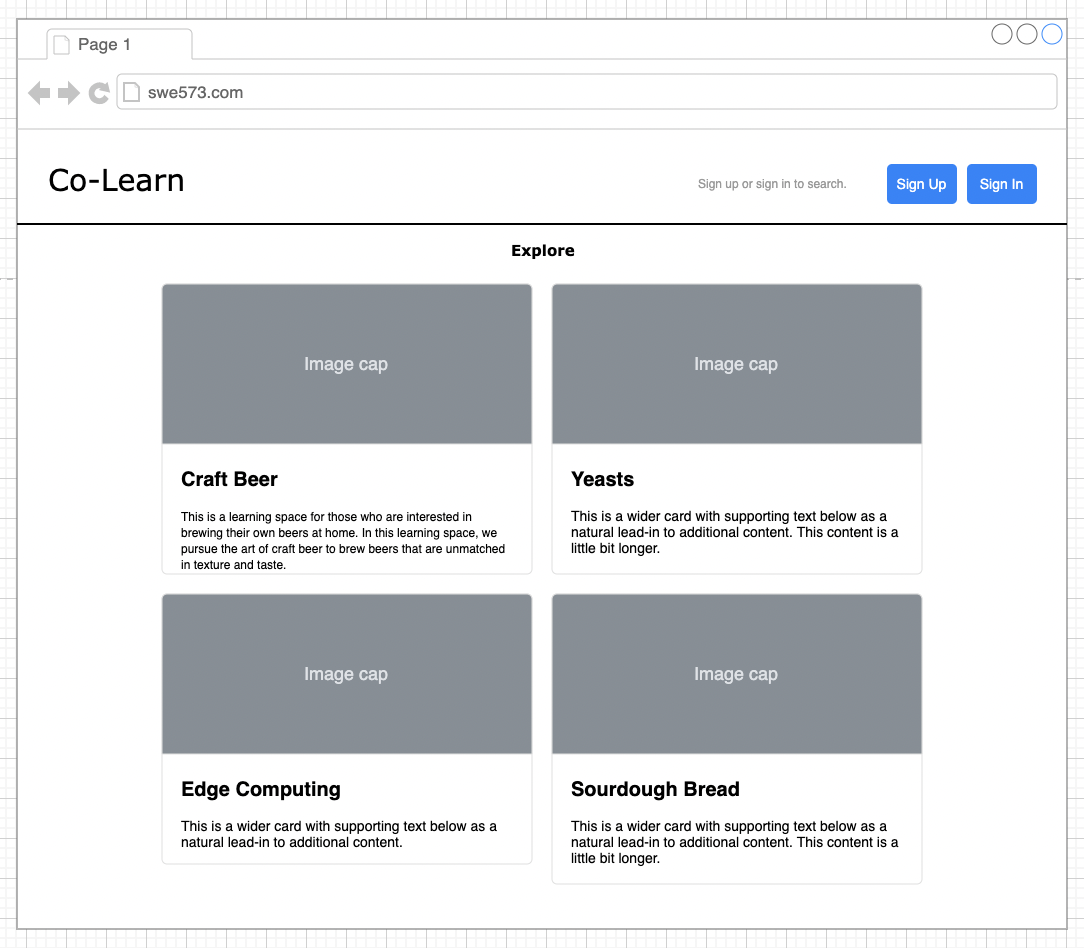 Page 1
swe573.com
Co-Learn
Sign up or sign in to search.
Sign Up
Sign In
Explore
Image cap
Craft Beer
This is a learning space for those who are interested in
brewing their own beers at home. In this learning space, we
pursue the art of craft beer to brew beers that are unmatched
in texture and taste.
Image cap
Yeasts
This is a wider card with supporting text below as a
natural lead-in to additional content. This content is a
little bit longer.
Image cap
Edge Computing
This is a wider card with supporting text below as a
natural lead-in to additional content.
Image cap
Sourdough Bread
This is a wider card with supporting text below as a
natural lead-in to additional content. This content is a
little bit longer.